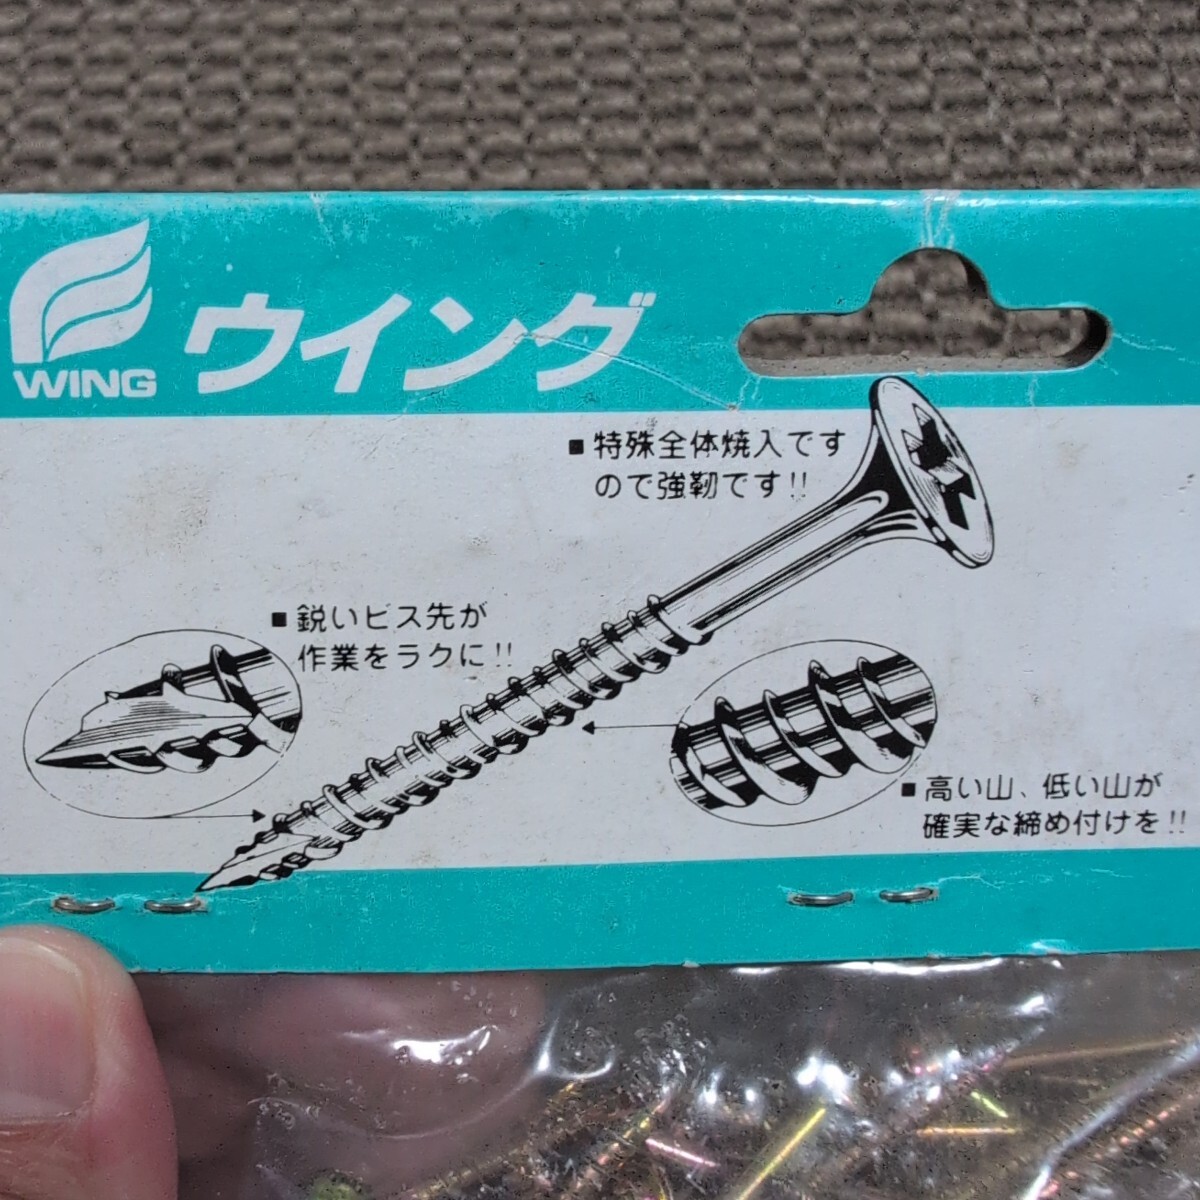 WING
ウイング
■特殊全体焼入です
ので強靭です!!
■鋭いビス先が
作業をラクに!!
■高い山、低い山が
確実な締め付けを!!